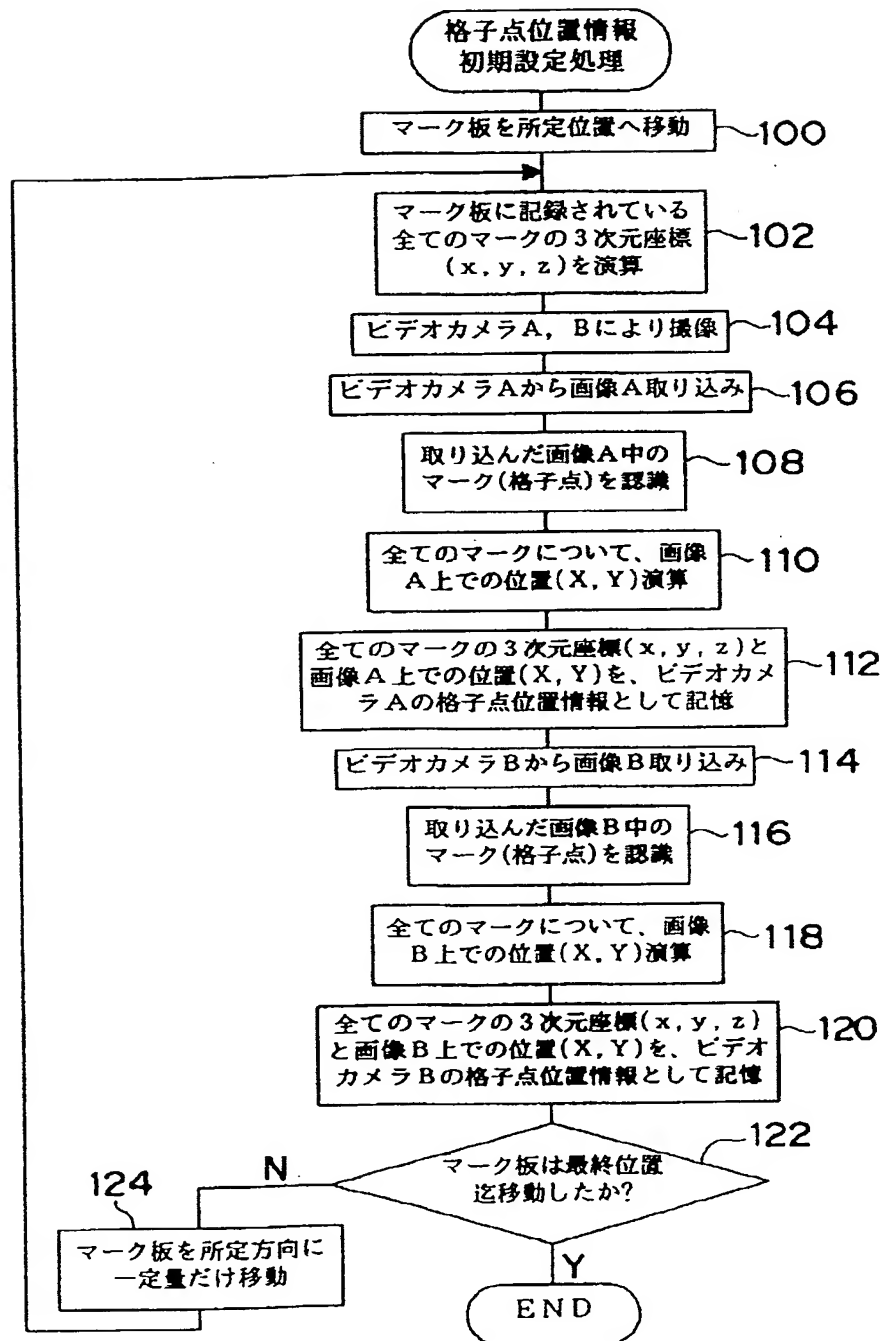 格子点位置情報
初期設定処理
マーク板を所定位置へ移動
100
マーク板に記録されている
全てのマークの3次元座標
(x, y, z)を演算
102
ビデオカメラA, Bにより撮像
104
ビデオカメラAから画像A取り込み
106
取り込んだ画像A中の
マーク(格子点)を認識
108
全てのマークについて、画像
A上での位置(X, Y)演算
110
全てのマークの3次元座標(x, y, z)と
画像A上での位置(X, Y)を、ビデオカメ
ラAの格子点位置情報として記憶
112
ビデオカメラBから画像B取り込み
114
取り込んだ画像B中の
マーク(格子点)を認識
116
全てのマークについて、画像
B上での位置(X, Y)演算
118
全てのマークの3次元座標(x, y, z)
と画像B上での位置(X, Y)を、ビデオ
カメラBの格子点位置情報として記憶
120
マーク板は最終位置
迄移動したか?
122
N
124
マーク板を所定方向に
一定量だけ移動
Y
END